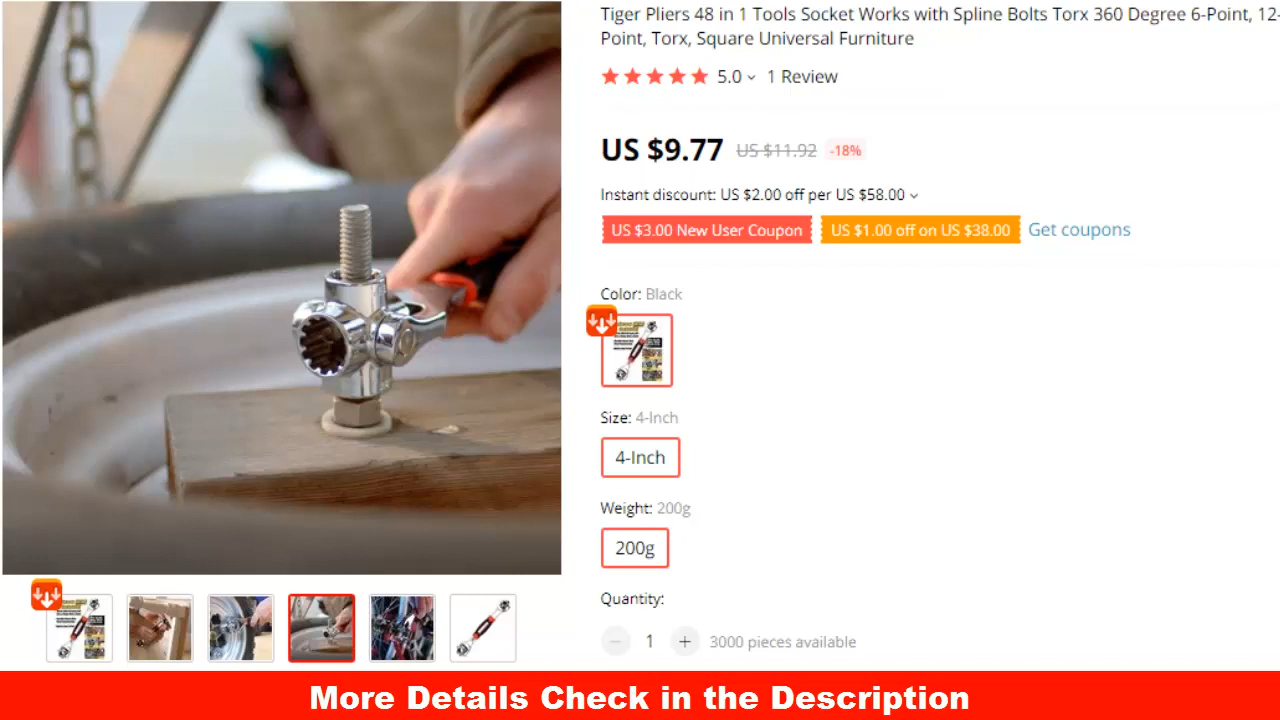 Tiger Pliers 48 in 1 Tools Socket Works with Spline Bolts Torx 360 Degree 6-Point, 12-
Point, Torx, Square Universal Furniture
5.0 1 Review
US $9.77 US $11.92 -18%
Instant discount: US $2.00 off per US $58.00
US $3.00 New User Coupon US $1.00 off on US $38.00 Get coupons
Color: Black
Size: 4-Inch
4-Inch
Weight: 200g
200g
Quantity:
− 1 + 3000 pieces available
More Details Check in the Description